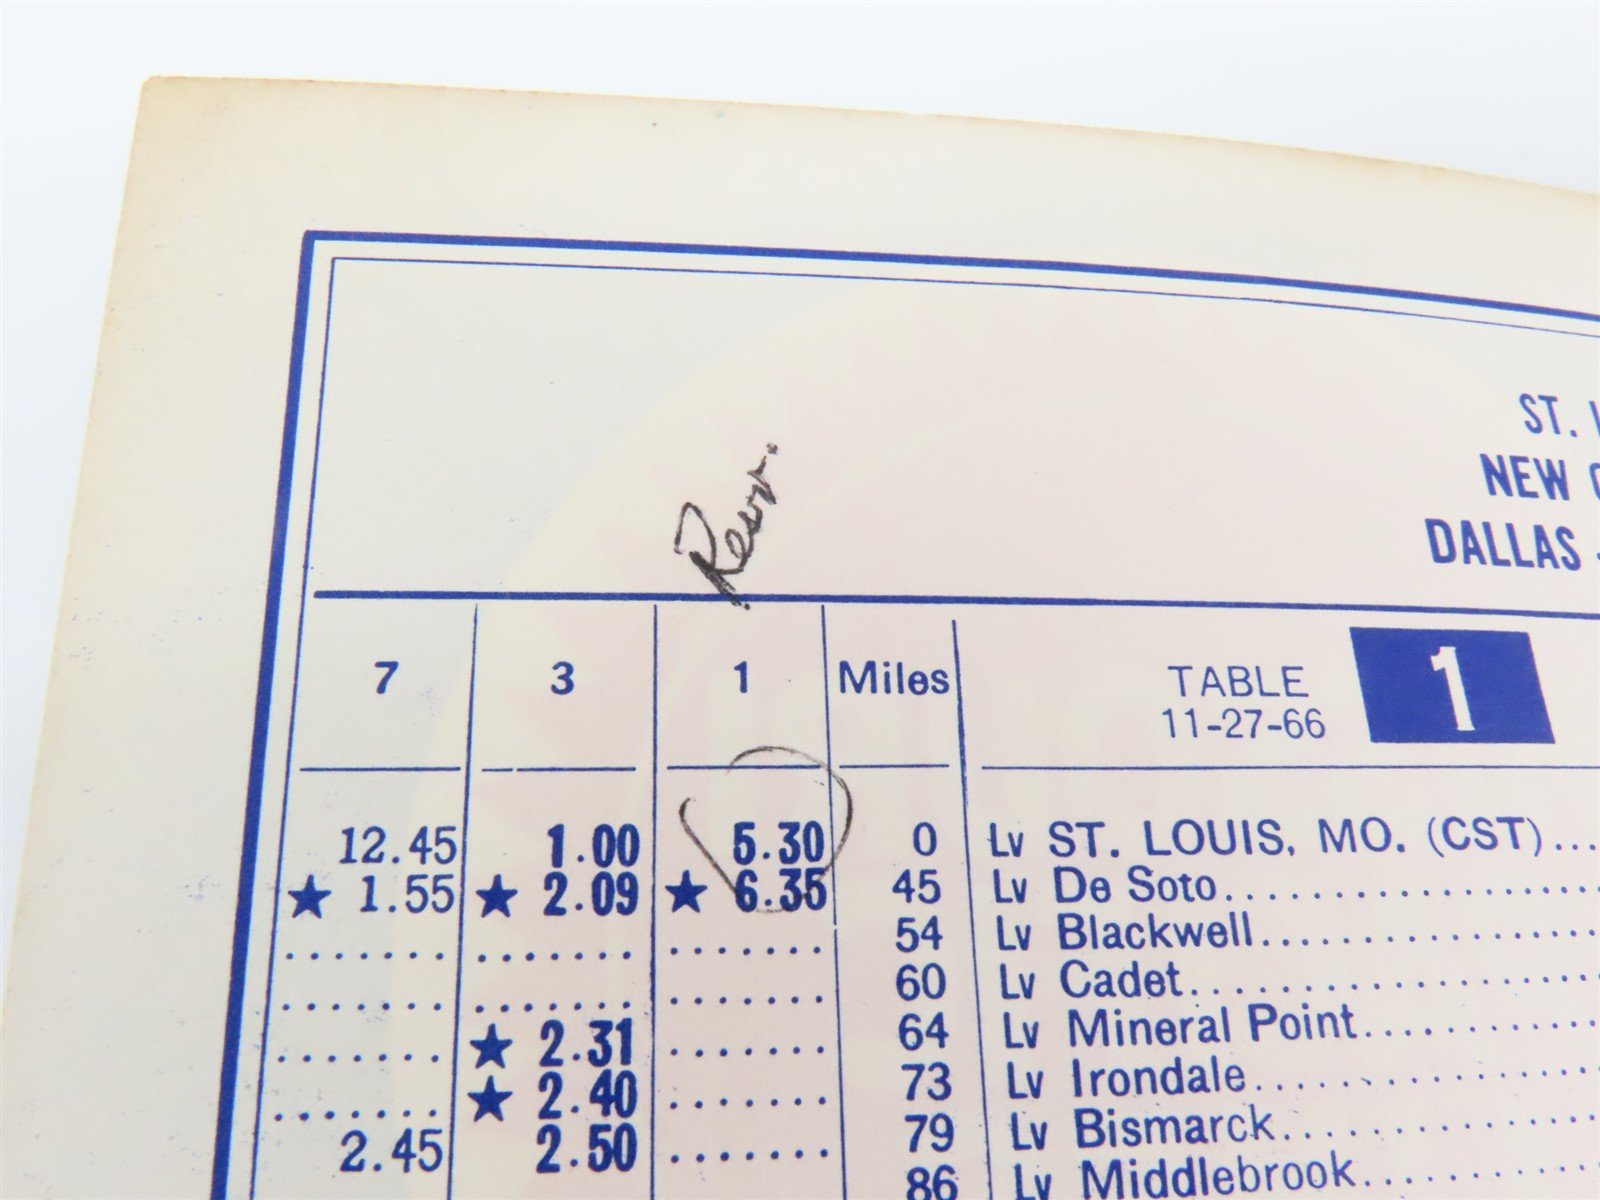 ST.
NEW
DALLAS -
Resv.
7 3 1 Miles TABLE 11-27-66 1
12.45 1.00 5.30 0 Lv ST. LOUIS, MO. (CST)...
★ 1.55 ★ 2.09 ★ 6.35 45 Lv De Soto..............................
....... ....... ....... 54 Lv Blackwell........................
....... ....... ....... 60 Lv Cadet..............................
....... ★ 2.31 ....... 64 Lv Mineral Point.................
....... ★ 2.40 ....... 73 Lv Irondale........................
2.45 2.50 ....... 79 Lv Bismarck......................
86 Lv Middlebrook.................